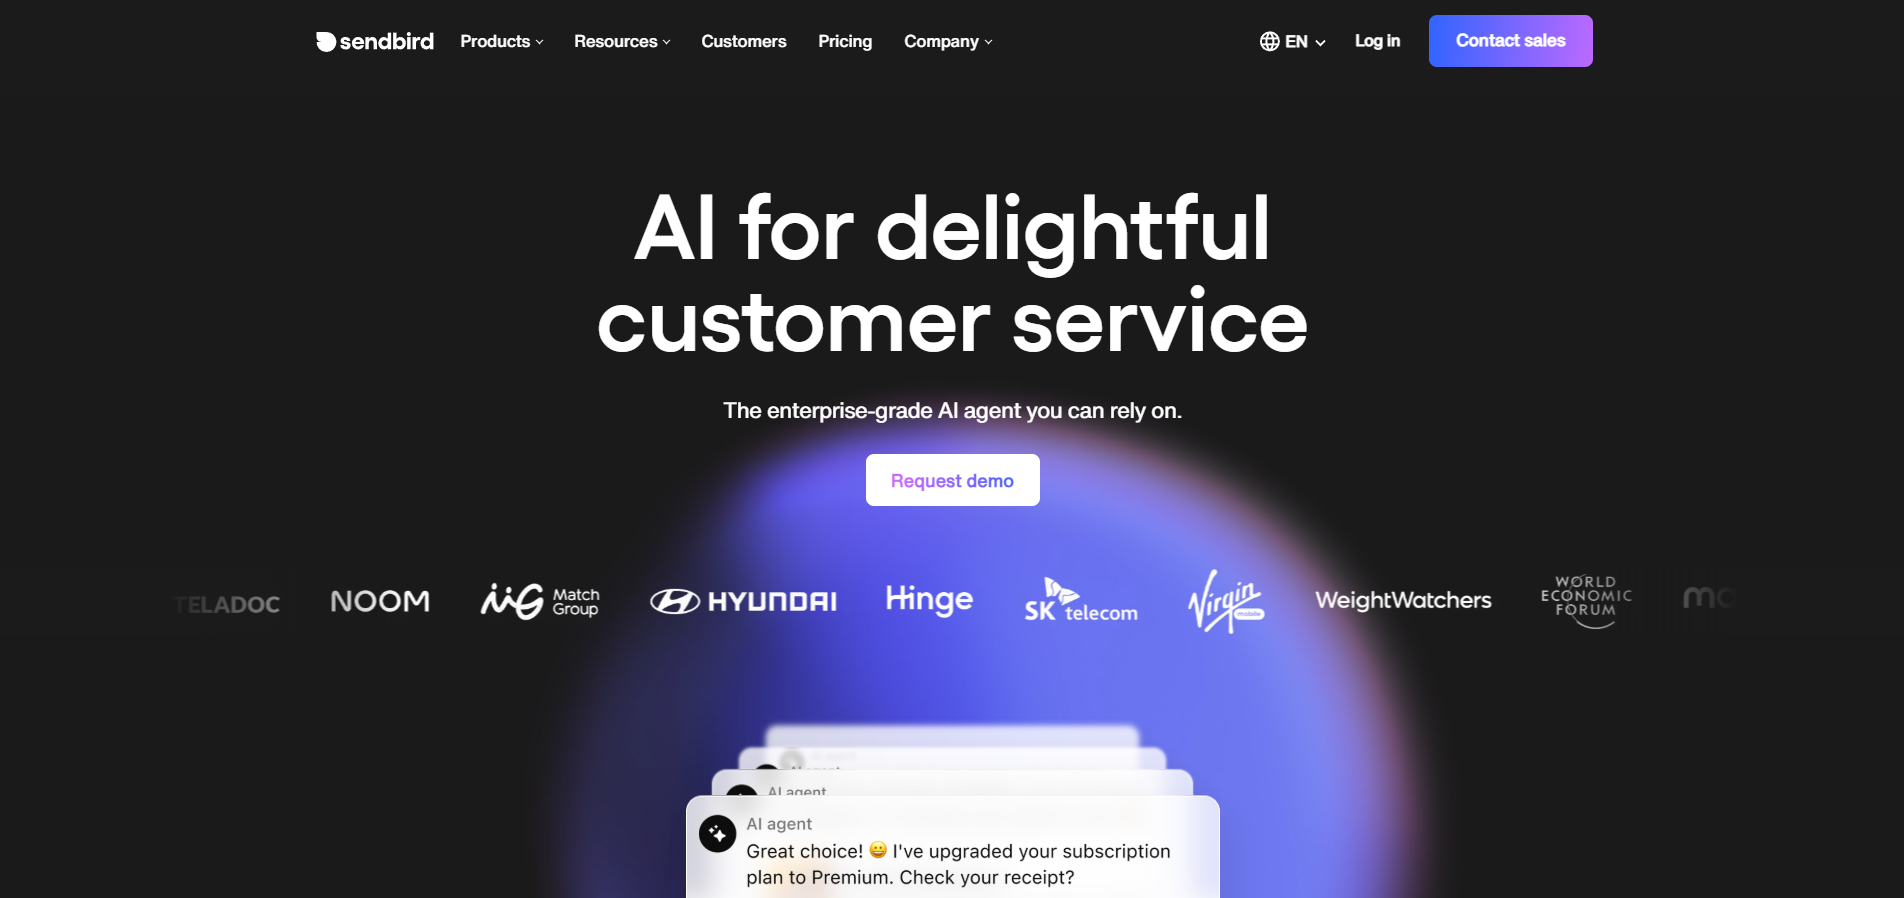 sendbird Products Resources Customers Pricing Company EN Log in Contact sales
AI for delightful
customer service
The enterprise-grade AI agent you can rely on.
Request demo
TELADOC NOOM MG Match Group HYUNDAI Hinge SK telecom Virgin mobile WeightWatchers WORLD ECONOMIC FORUM
AI agent
AI agent
Great choice! 😀 I've upgraded your subscription
plan to Premium. Check your receipt?